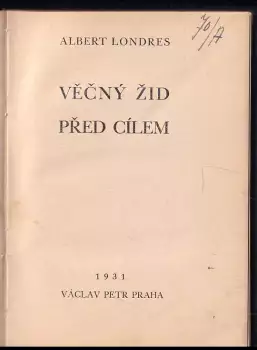 ALBERT LONDRES
70/A
VĚČNÝ ŽID
PŘED CÍLEM
1931
VÁCLAV PETR PRAHA